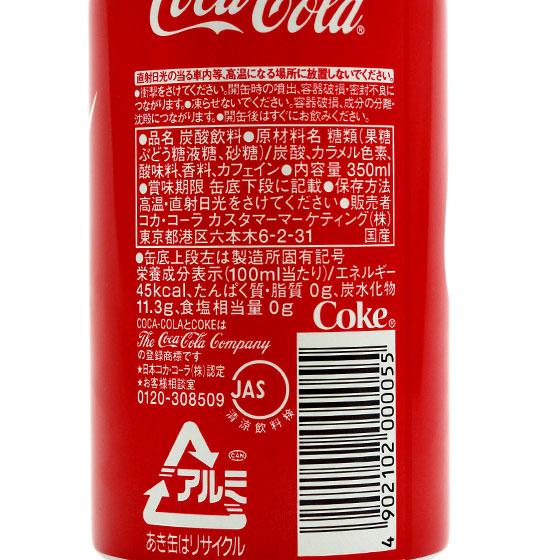 Coca-Cola®
直射日光の当る車内等、高温になる場所に放置しないでください。
●衝撃をさけてください。開缶時の噴出、容器破損・密封不良に
つながります。●凍らせないでください。容器破損、成分の分離・
沈殿につながります。●開缶後はすぐにお飲みください。
●品名 炭酸飲料●原材料名 糖類(果糖
ぶどう糖液糖、砂糖)/炭酸、カラメル色素、
酸味料、香料、カフェイン●内容量 350ml
●賞味期限 缶底下段に記載●保存方法
高温・直射日光をさけてください●販売者
コカ・コーラ カスタマーマーケティング(株)
東京都港区六本木6-2-31 国産
●缶底上段左は製造所固有記号
栄養成分表示(100ml当たり)/エネルギー
45kcal、たんぱく質・脂質 0g、炭水化物
11.3g、食塩相当量 0g
Coke®
COCA-COLAとCOKEは
The Coca-Cola Company
の登録商標です
★日本コカ・コーラ(株)認定
★お客様相談室
0120-308509
JAS
清涼飲料検
CAN
アルミ
あき缶はリサイクル
4902102000055